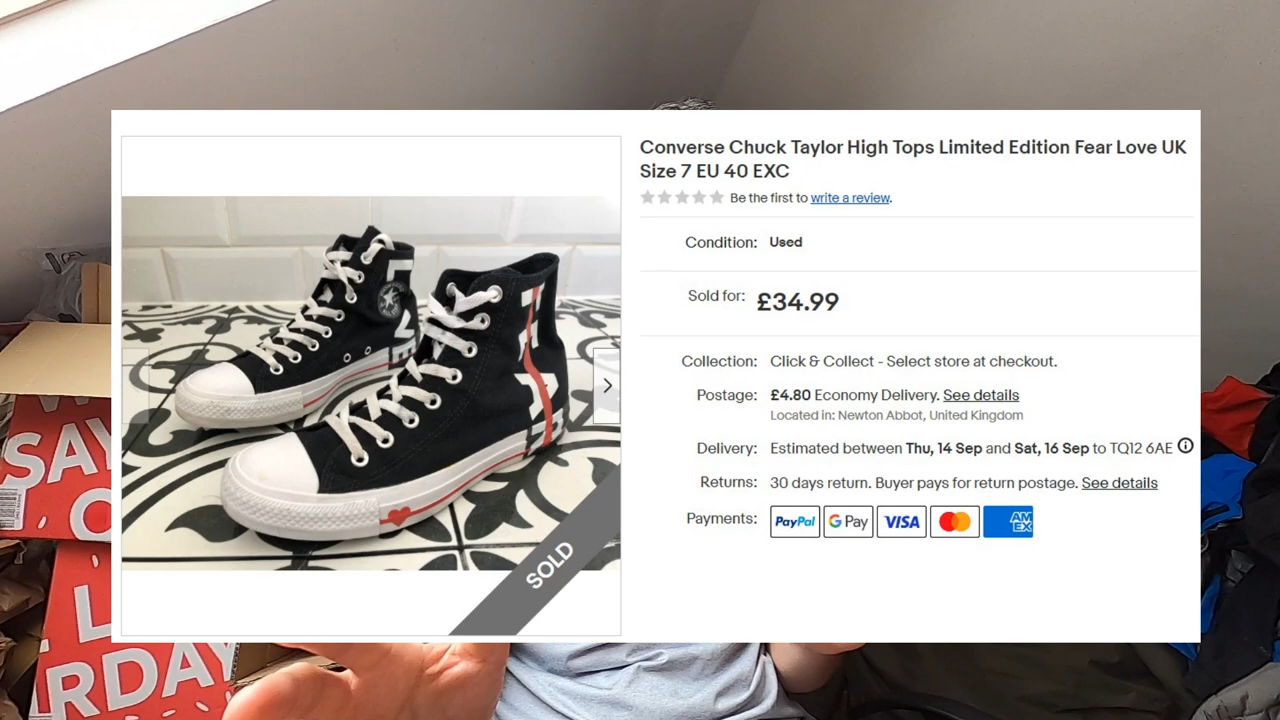 Converse Chuck Taylor High Tops Limited Edition Fear Love UK
Size 7 EU 40 EXC
Be the first to write a review.
Condition: Used
Sold for: £34.99
Collection: Click & Collect - Select store at checkout.
Postage: £4.80 Economy Delivery. See details
Located in: Newton Abbot, United Kingdom
Delivery: Estimated between Thu, 14 Sep and Sat, 16 Sep to TQ12 6AE
Returns: 30 days return. Buyer pays for return postage. See details
Payments: PayPal G Pay VISA AM
EX
SOLD
SAY
RDAY